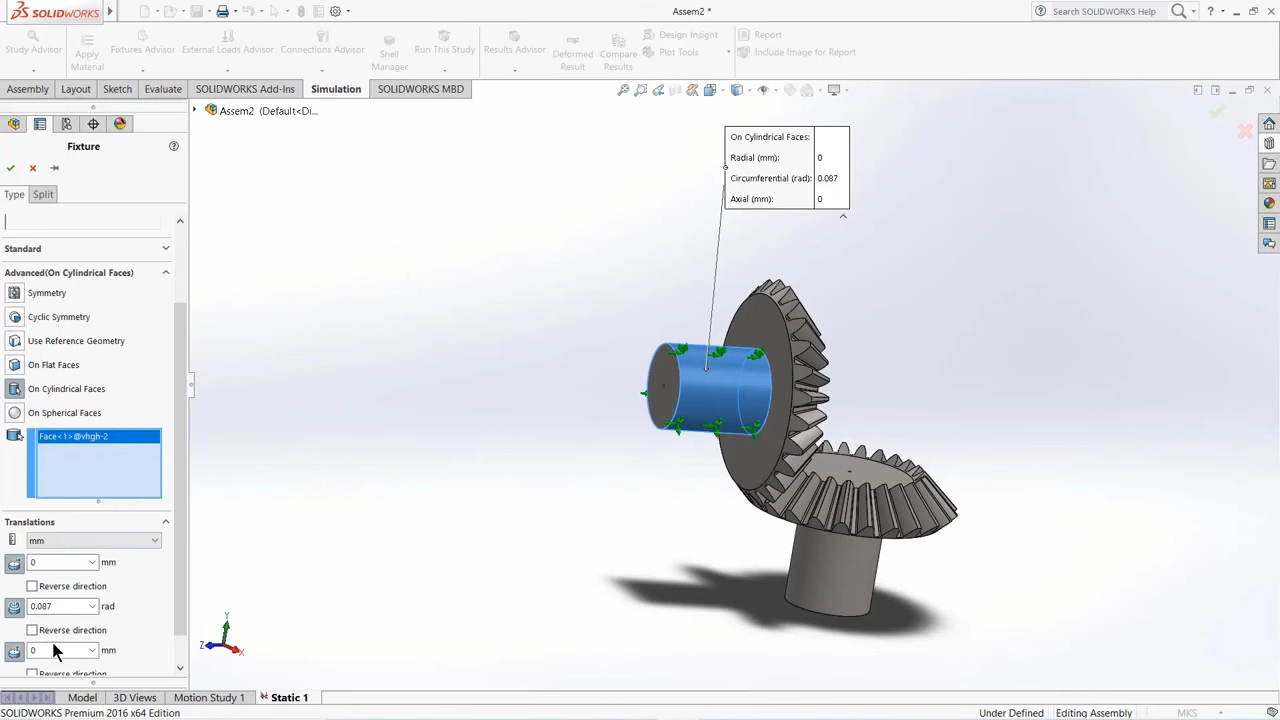 SOLIDWORKS
Assem2 *
Search SOLIDWORKS Help
Study Advisor
Apply
Material
Fixtures Advisor
External Loads Advisor
Connections Advisor
Shell
Manager
Run This Study
Results Advisor
Deformed
Result
Compare
Results
Design Insight
Plot Tools
Report
Include Image for Report
Assembly
Layout
Sketch
Evaluate
SOLIDWORKS Add-Ins
Simulation
SOLIDWORKS MBD
Assem2 (Default<Di...
Fixture
Type
Split
Standard
Advanced(On Cylindrical Faces)
Symmetry
Cyclic Symmetry
Use Reference Geometry
On Flat Faces
On Cylindrical Faces
On Spherical Faces
Face<1>@vhgh-2
Translations
mm
0 mm
Reverse direction
0.087 rad
Reverse direction
0 mm
Reverse direction
On Cylindrical Faces:
Radial (mm): 0
Circumferential (rad): 0.087
Axial (mm): 0
Y
Z
X
Model
3D Views
Motion Study 1
Static 1
SOLIDWORKS Premium 2016 x64 Edition
Under Defined
Editing Assembly
MKS